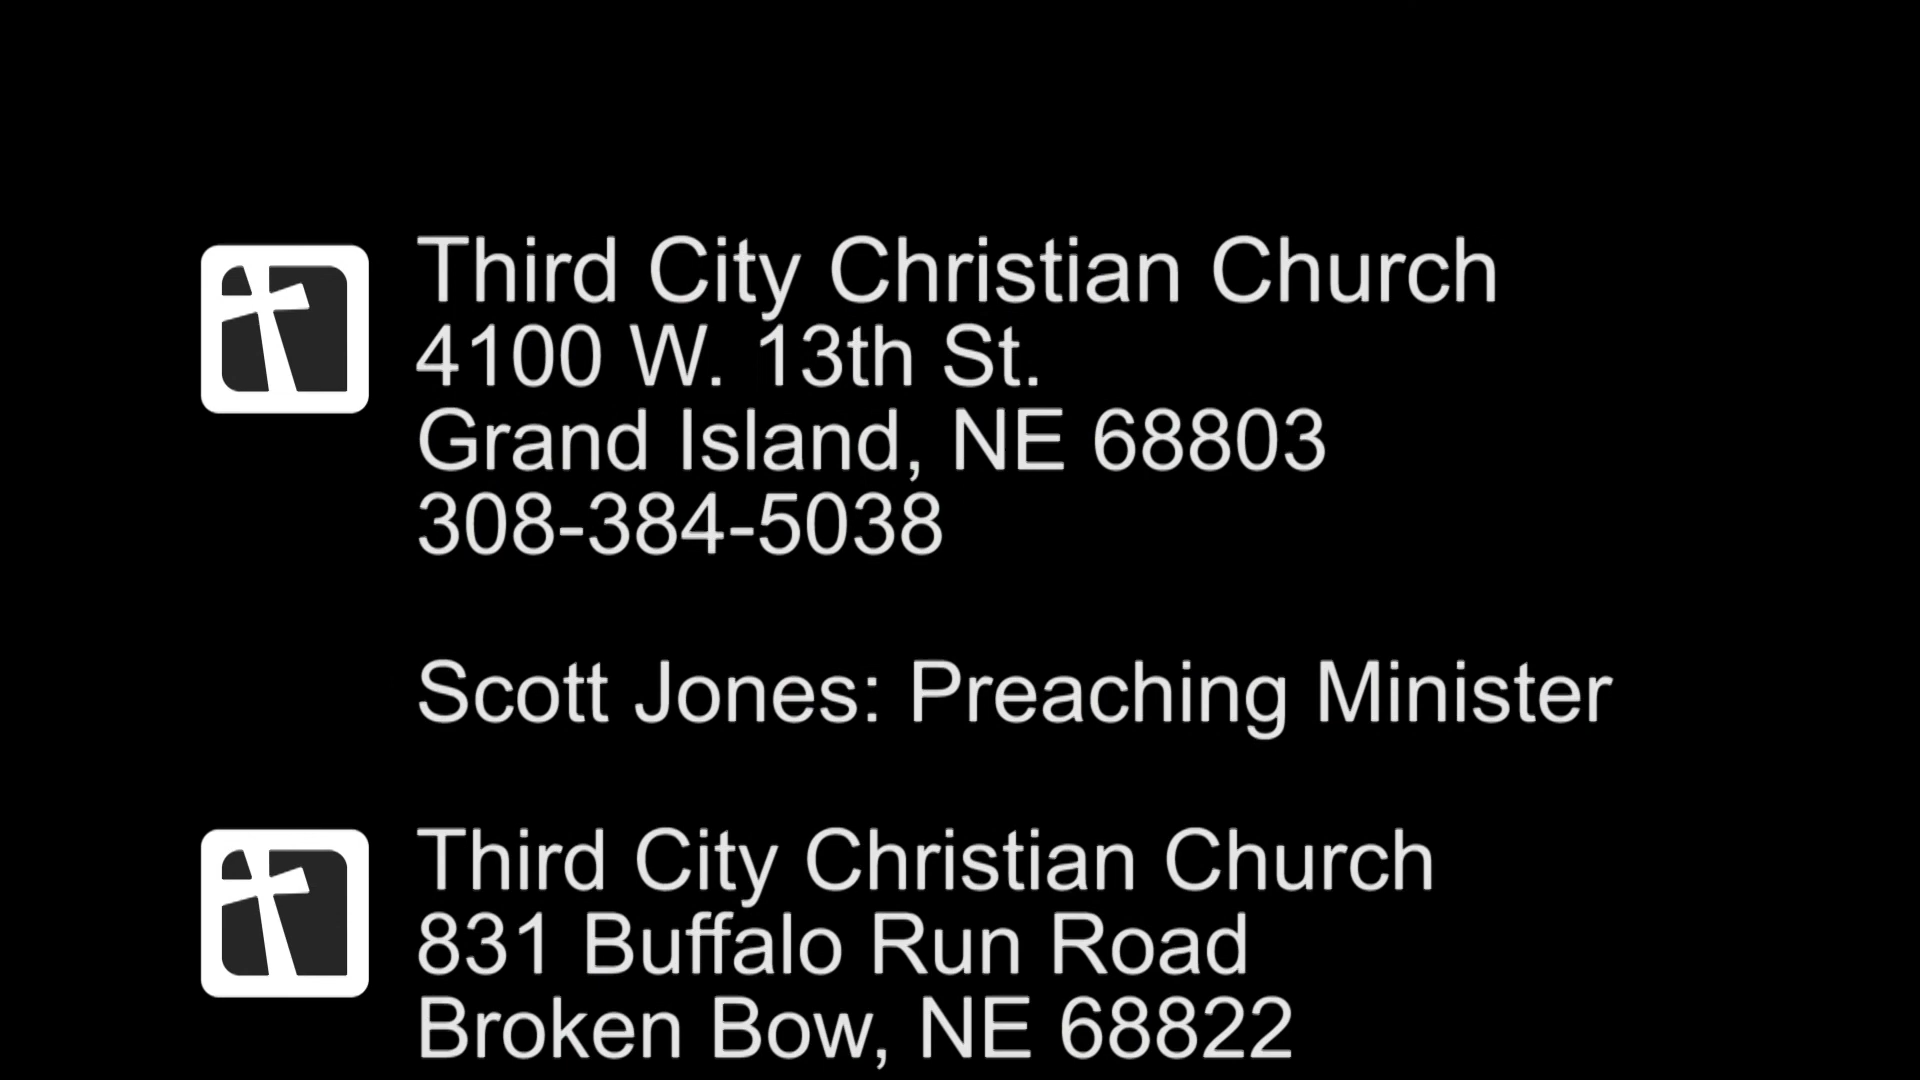 Third City Christian Church
4100 W. 13th St.
Grand Island, NE 68803
308-384-5038
Scott Jones: Preaching Minister
Third City Christian Church
831 Buffalo Run Road
Broken Bow, NE 68822